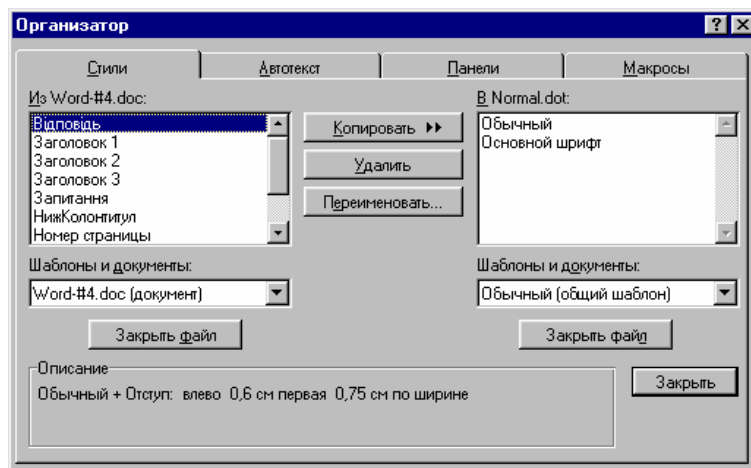 Организатор
Стили
Автотекст
Панели
Макросы
Из Word-#4.doc:
Відповідь
Заголовок 1
Заголовок 2
Заголовок 3
Запитання
НижКолонтитул
Номер страницы
Копировать
Удалить
Переименовать...
В Normal.dot:
Обычный
Основной шрифт
Шаблоны и документы:
Word-#4.doc (документ)
Закрыть файл
Шаблоны и документы:
Обычный (общий шаблон)
Закрыть файл
Описание
Обычный + Отступ: влево 0,6 см первая 0,75 см по ширине
Закрыть